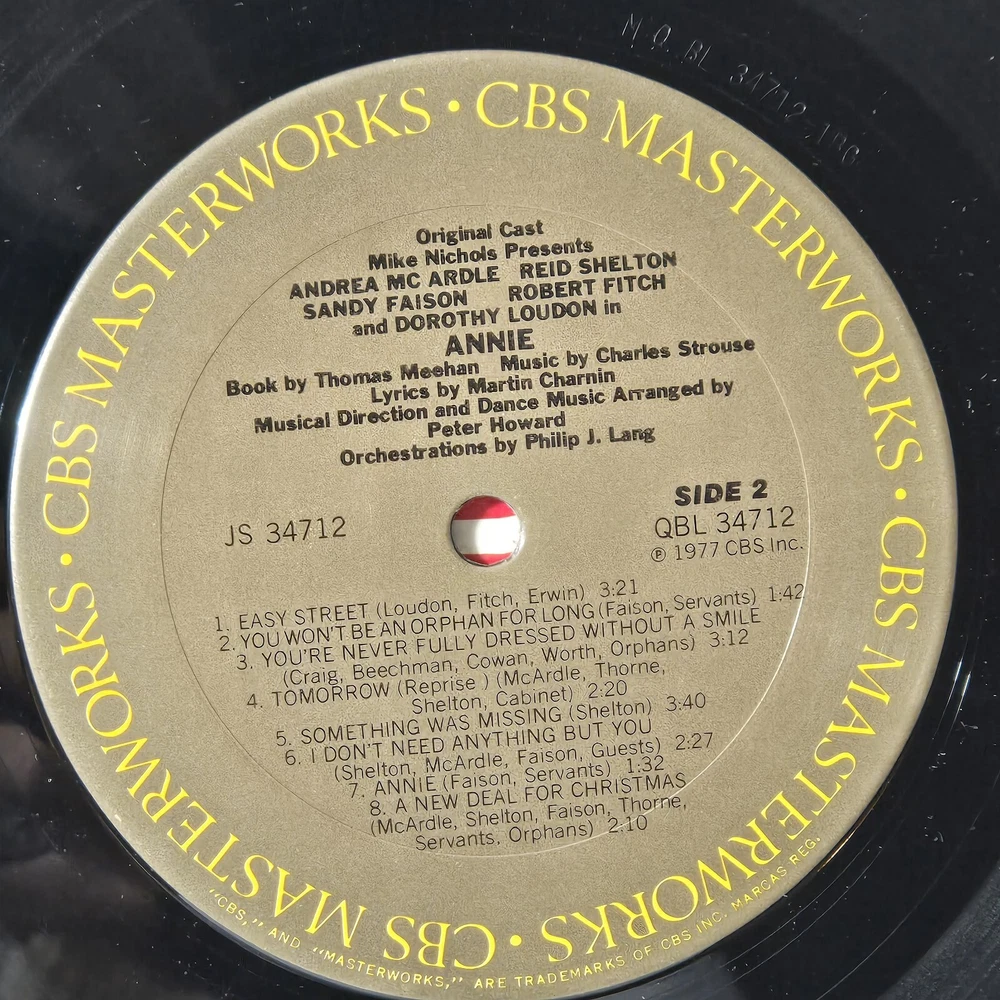 M Q BL 34712
CBS MASTERWORKS • CBS MASTERWORKS • CBS MASTERWORKS • CBS MASTERWORKS • CBS MASTERWORKS •
Original Cast
Mike Nichols Presents
ANDREA MC ARDLE REID SHELTON
SANDY FAISON ROBERT FITCH
and DOROTHY LOUDON in
ANNIE
Book by Thomas Meehan Music by Charles Strouse
Lyrics by Martin Charnin
Musical Direction and Dance Music Arranged by
Peter Howard
Orchestrations by Philip J. Lang
SIDE 2
JS 34712 QBL 34712
℗ 1977 CBS Inc.
1. EASY STREET (Loudon, Fitch, Erwin) 3:21
2. YOU WON'T BE AN ORPHAN FOR LONG (Faison, Servants) 1:42
3. YOU'RE NEVER FULLY DRESSED WITHOUT A SMILE
(Craig, Beechman, Cowan, Worth, Orphans) 3:12
4. TOMORROW (Reprise ) (McArdle, Thorne,
Shelton, Cabinet) 2:20
5. SOMETHING WAS MISSING (Shelton) 3:40
6. I DON'T NEED ANYTHING BUT YOU
(Shelton, McArdle, Faison, Guests) 2:27
7. ANNIE (Faison, Servants) 1:32
8. A NEW DEAL FOR CHRISTMAS
(McArdle, Shelton, Faison, Thorne,
Servants, Orphans) 2:10
"CBS," AND "MASTERWORKS," ARE TRADEMARKS OF CBS INC. MARCAS REG.